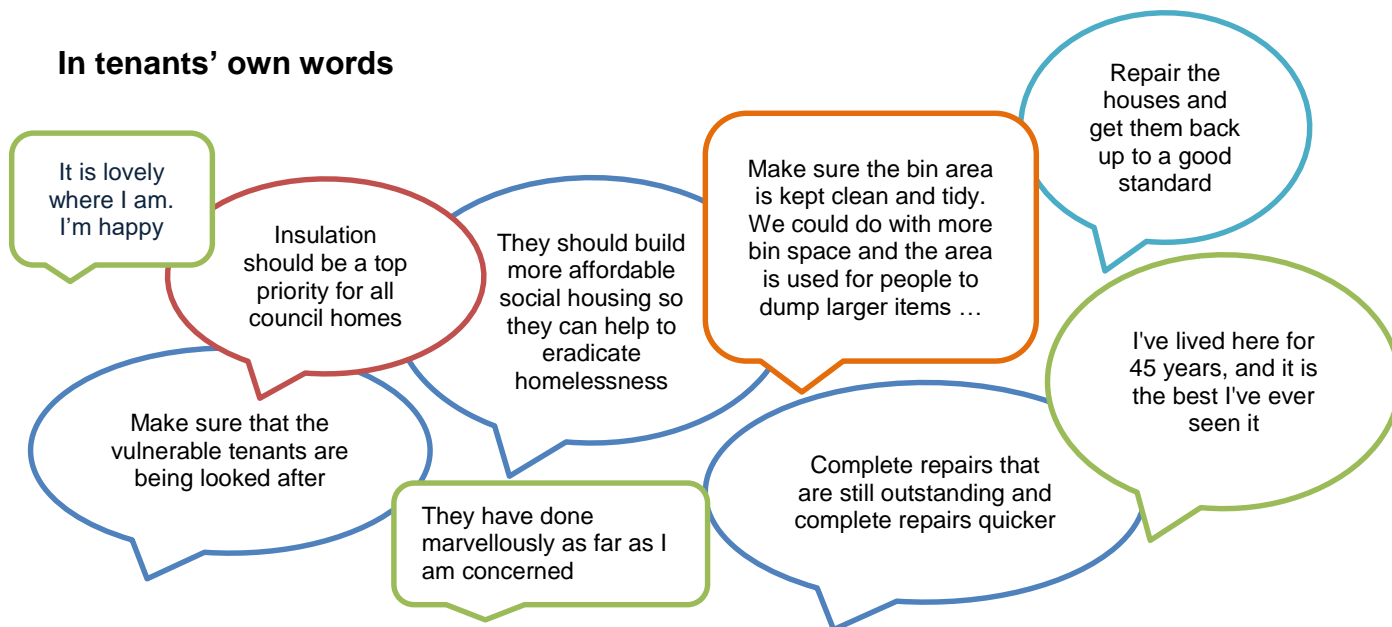 In tenants’ own words
It is lovely
where I am.
I’m happy
Insulation
should be a top
priority for all
council homes
They should build
more affordable
social housing so
they can help to
eradicate
homelessness
Make sure the bin area
is kept clean and tidy.
We could do with more
bin space and the area
is used for people to
dump larger items …
Repair the
houses and
get them back
up to a good
standard
Make sure that the
vulnerable tenants are
being looked after
They have done
marvellously as far as I
am concerned
Complete repairs that
are still outstanding and
complete repairs quicker
I've lived here for
45 years, and it is
the best I've ever
seen it